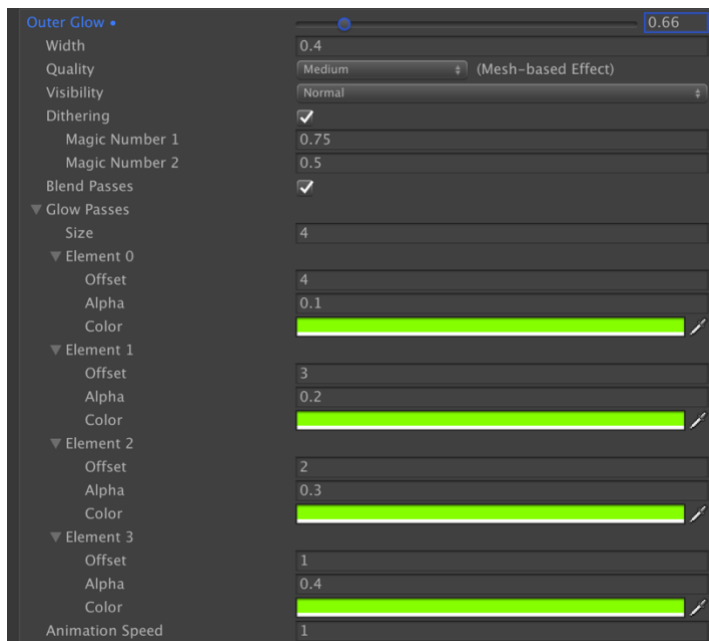 Outer Glow • 0.66
Width 0.4
Quality Medium (Mesh-based Effect)
Visibility Normal
Dithering
Magic Number 1 0.75
Magic Number 2 0.5
Blend Passes
Glow Passes
Size 4
Element 0
Offset 4
Alpha 0.1
Color
Element 1
Offset 3
Alpha 0.2
Color
Element 2
Offset 2
Alpha 0.3
Color
Element 3
Offset 1
Alpha 0.4
Color
Animation Speed 1